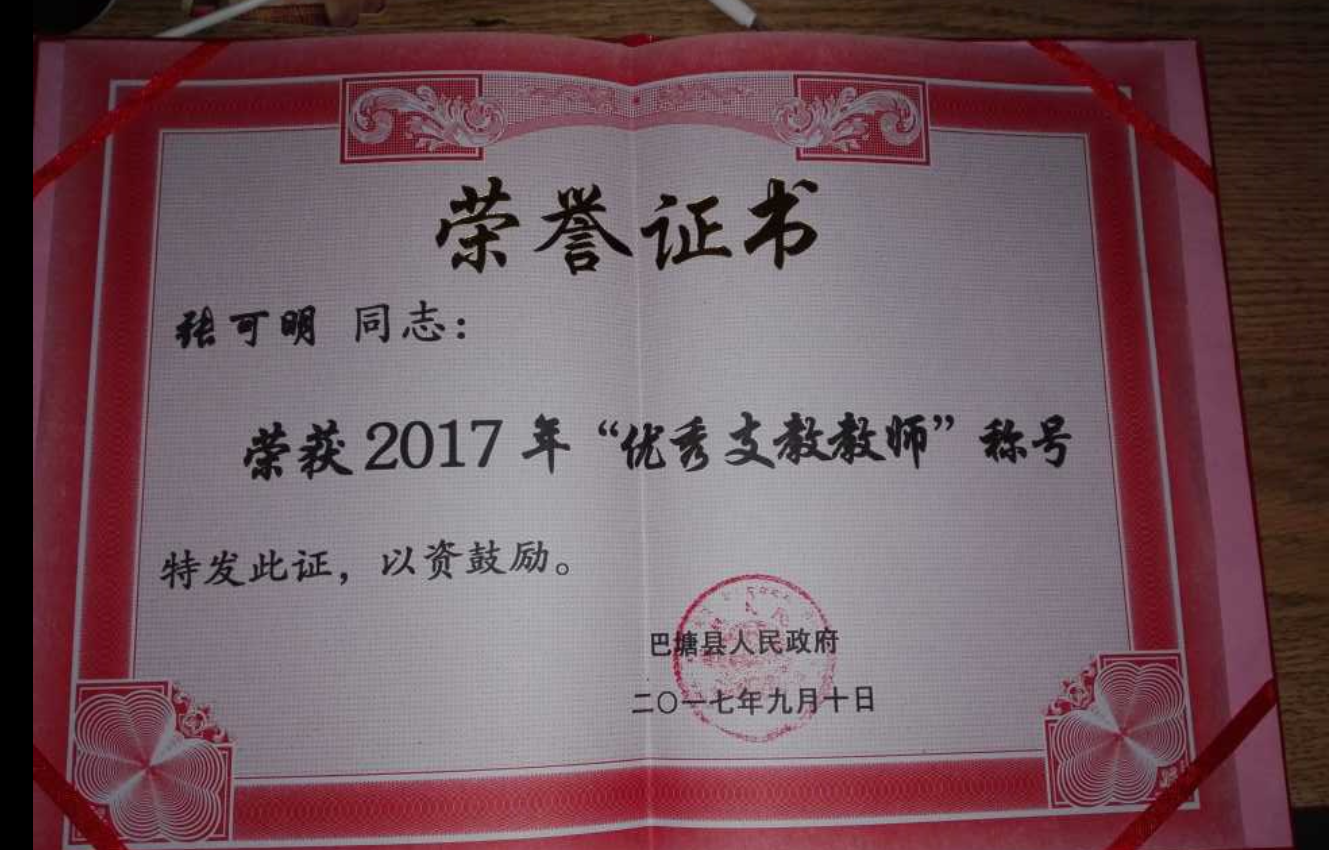 荣誉证书
张可明 同志：
荣获2017年“优秀支教教师”称号
特发此证，以资鼓励。
巴塘县人民政府
二〇一七年九月十日